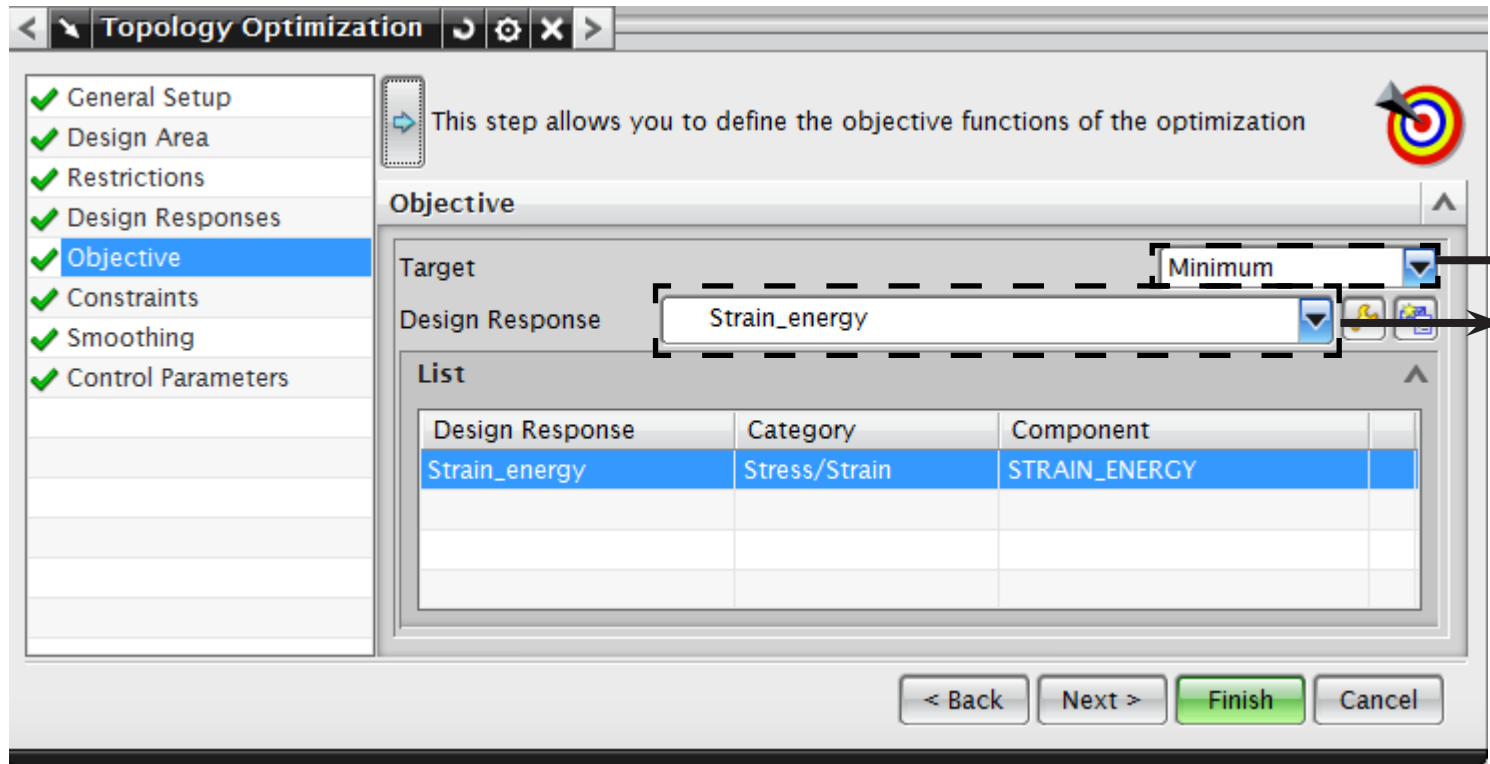 Topology Optimization
General Setup
Design Area
Restrictions
Design Responses
Objective
Constraints
Smoothing
Control Parameters
This step allows you to define the objective functions of the optimization
Objective
Target Minimum
Design Response Strain_energy
List
Design Response Category Component
Strain_energy Stress/Strain STRAIN_ENERGY
< Back Next > Finish Cancel